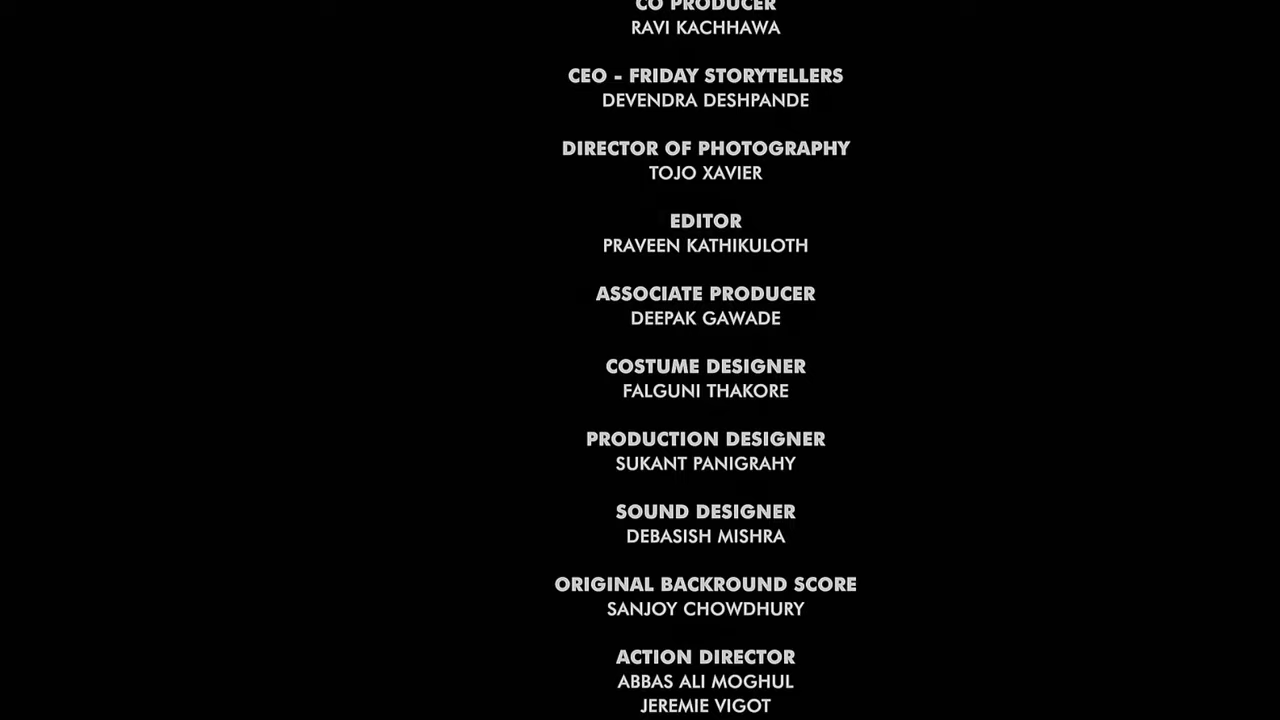 CO PRODUCER
RAVI KACHHAWA
CEO - FRIDAY STORYTELLERS
DEVENDRA DESHPANDE
DIRECTOR OF PHOTOGRAPHY
TOJO XAVIER
EDITOR
PRAVEEN KATHIKULOTH
ASSOCIATE PRODUCER
DEEPAK GAWADE
COSTUME DESIGNER
FALGUNI THAKORE
PRODUCTION DESIGNER
SUKANT PANIGRAHY
SOUND DESIGNER
DEBASISH MISHRA
ORIGINAL BACKROUND SCORE
SANJOY CHOWDHURY
ACTION DIRECTOR
ABBAS ALI MOGHUL
JEREMIE VIGOT